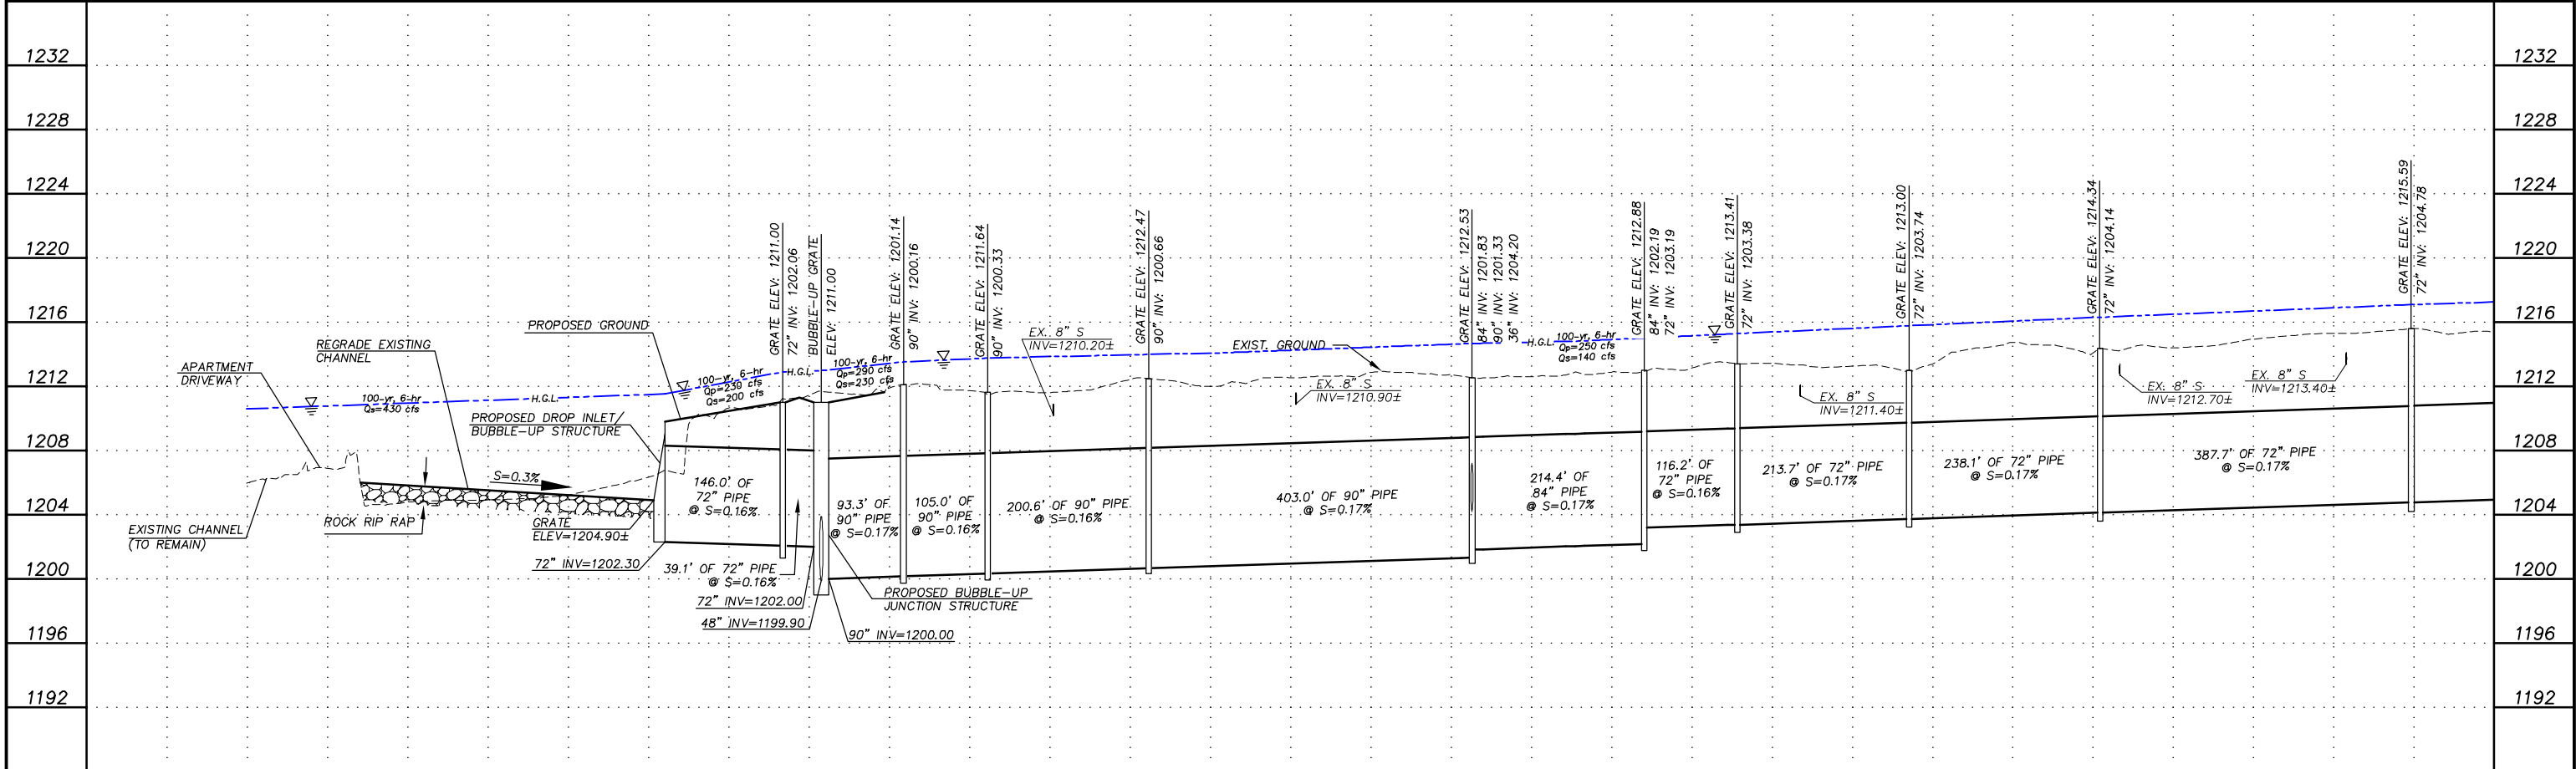 1232
1228
1224
1220
1216
1212
1208
1204
1200
1196
1192
APARTMENT
DRIVEWAY
REGRADE EXISTING
CHANNEL
PROPOSED GROUND
100-yr, 6-hr
Qs=430 cfs
H.G.L.
PROPOSED DROP INLET/
BUBBLE-UP STRUCTURE
S=0.3%
EXISTING CHANNEL
(TO REMAIN)
ROCK RIP RAP
GRATE
ELEV=1204.90±
72" INV=1202.30
100-yr, 6-hr
Qp=230 cfs
Qs=200 cfs
146.0' OF
72" PIPE
@ S=0.16%
39.1' OF 72" PIPE
@ S=0.16%
72" INV=1202.00
48" INV=1199.90
GRATE ELEV: 1211.00
72" INV: 1202.06
BUBBLE-UP GRATE
ELEV: 1211.00
H.G.L.
100-yr, 6-hr
Qp=290 cfs
Qs=230 cfs
93.3' OF
90" PIPE
@ S=0.17%
PROPOSED BUBBLE-UP
JUNCTION STRUCTURE
90" INV=1200.00
GRATE ELEV: 1201.14
90" INV: 1200.16
105.0' OF
90" PIPE
@ S=0.16%
GRATE ELEV: 1211.64
90" INV: 1200.33
EX. 8" S
INV=1210.20±
200.6' OF 90" PIPE
@ S=0.16%
GRATE ELEV: 1212.47
90" INV: 1200.66
EXIST. GROUND
EX. 8" S
INV=1210.90±
403.0' OF 90" PIPE
@ S=0.17%
GRATE ELEV: 1212.53
84" INV: 1201.83
90" INV: 1201.33
36" INV: 1204.20
H.G.L.
100-yr, 6-hr
Qp=250 cfs
Qs=140 cfs
214.4' OF
84" PIPE
@ S=0.17%
GRATE ELEV: 1212.88
84" INV: 1202.19
72" INV: 1203.19
116.2' OF
72" PIPE
@ S=0.16%
GRATE ELEV: 1213.41
72" INV: 1203.38
EX. 8" S
INV=1211.40±
213.7' OF 72" PIPE
@ S=0.17%
GRATE ELEV: 1213.00
72" INV: 1203.74
238.1' OF 72" PIPE
@ S=0.17%
GRATE ELEV: 1214.34
72" INV: 1204.14
EX. 8" S
INV=1212.70±
EX. 8" S
INV=1213.40±
387.7' OF 72" PIPE
@ S=0.17%
GRATE ELEV: 1215.59
72" INV: 1204.78
1232
1228
1224
1220
1216
1212
1208
1204
1200
1196
1192